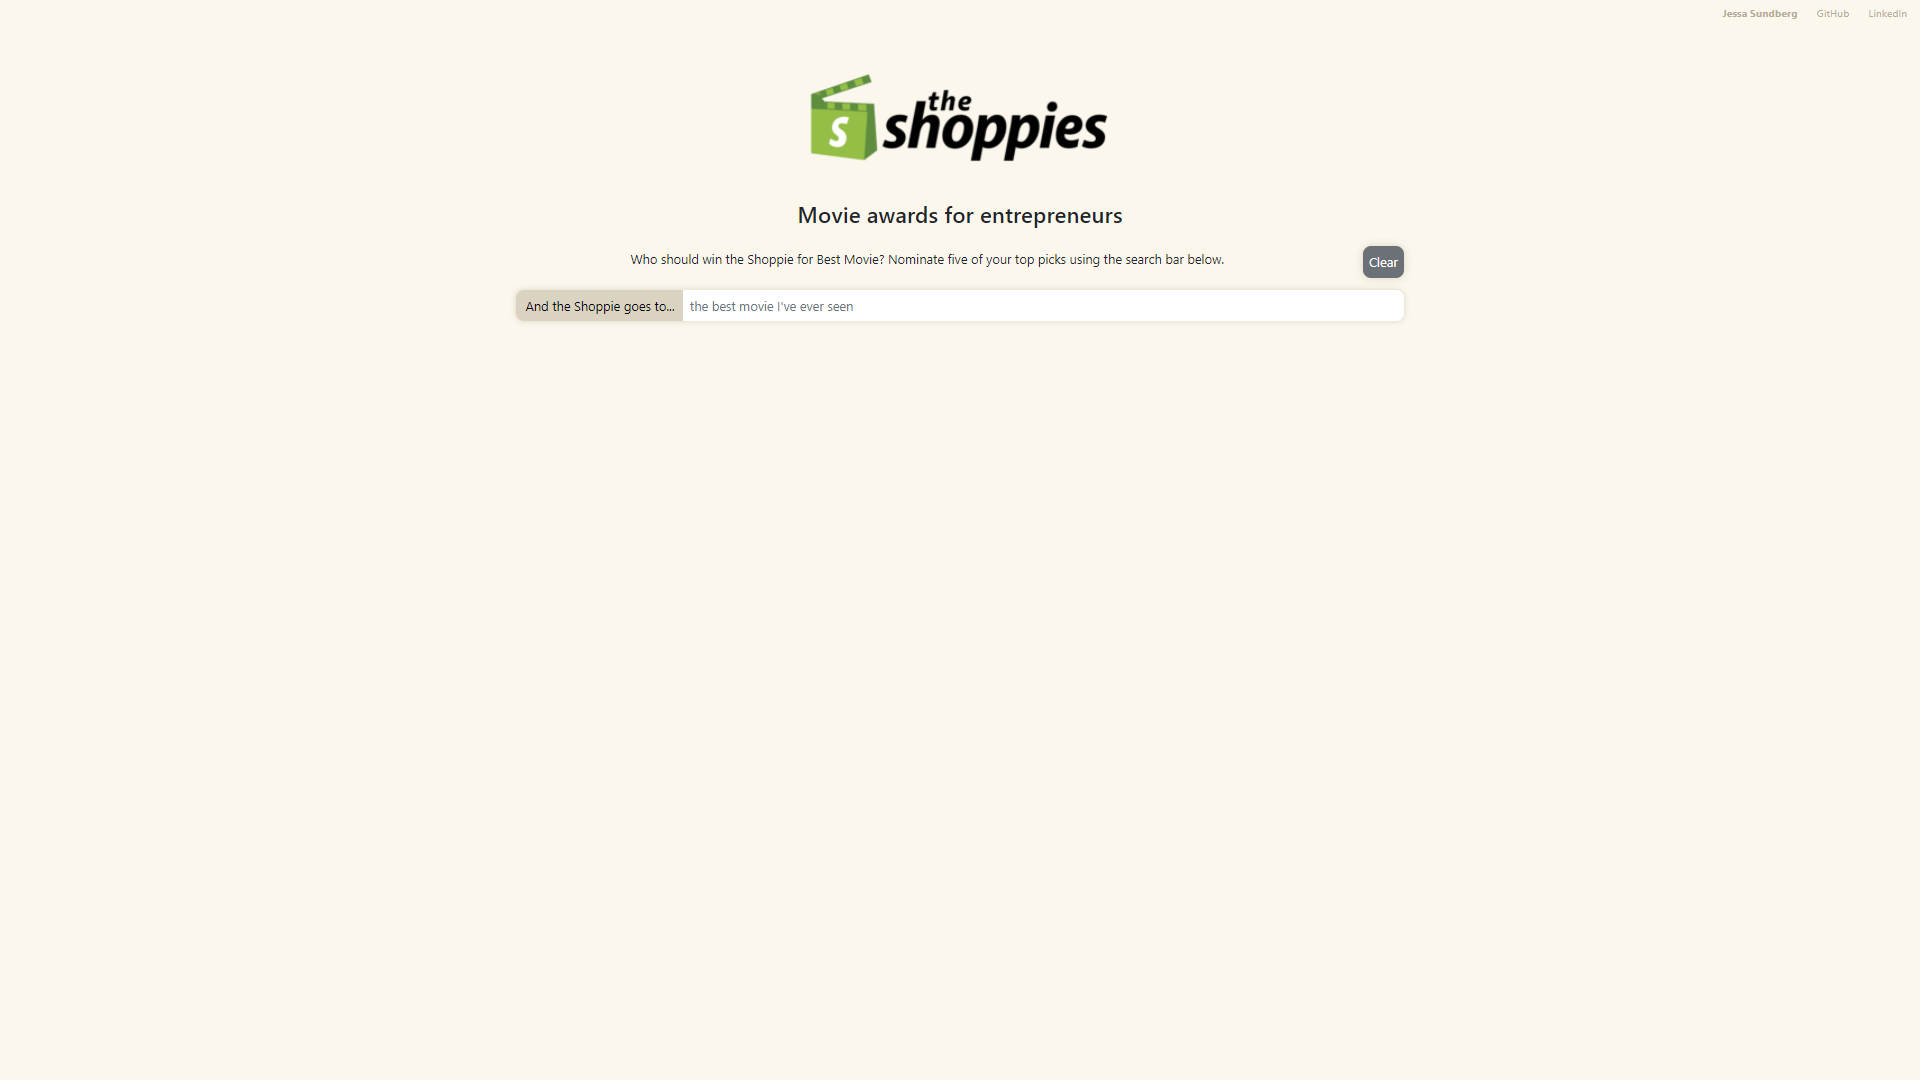 Jessa Sundberg GitHub LinkedIn
S the
shoppies
Movie awards for entrepreneurs
Who should win the Shoppie for Best Movie? Nominate five of your top picks using the search bar below.
Clear
And the Shoppie goes to... the best movie I've ever seen